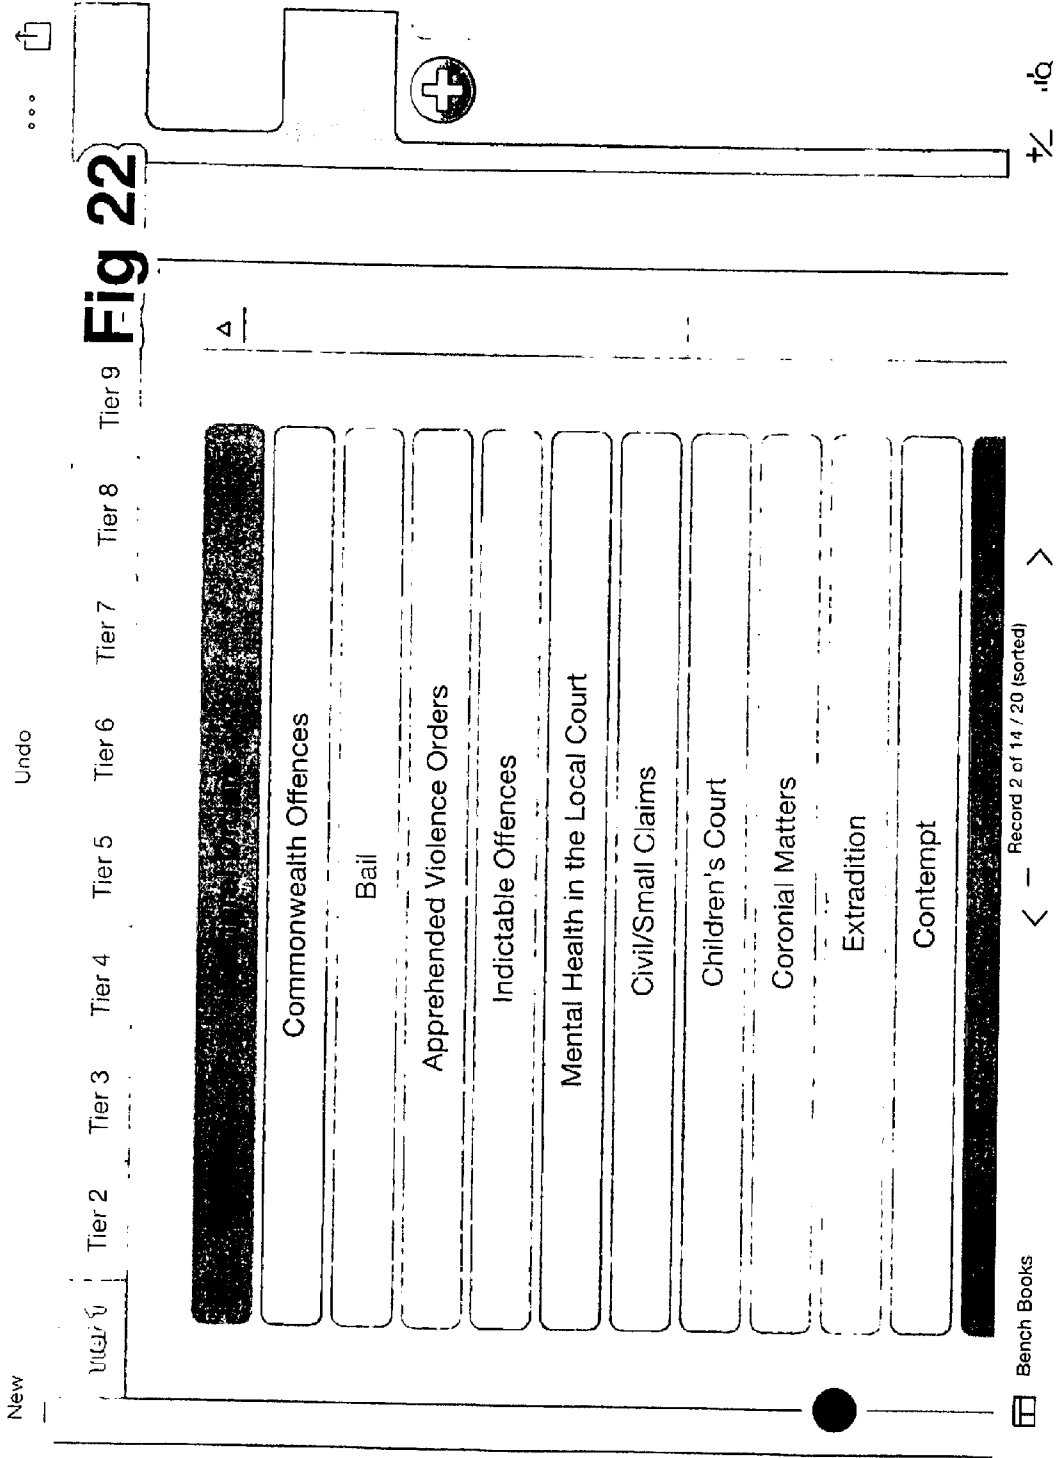 New
Undo
...
Tier 2 Tier 3 Tier 4 Tier 5 Tier 6 Tier 7 Tier 8 Tier 9
Fig 22
Commonwealth Offences
Bail
Apprehended Violence Orders
Indictable Offences
Mental Health in the Local Court
Civil/Small Claims
Children's Court
Coronial Matters
Extradition
Contempt
Bench Books
Record 2 of 14 / 20 (sorted)